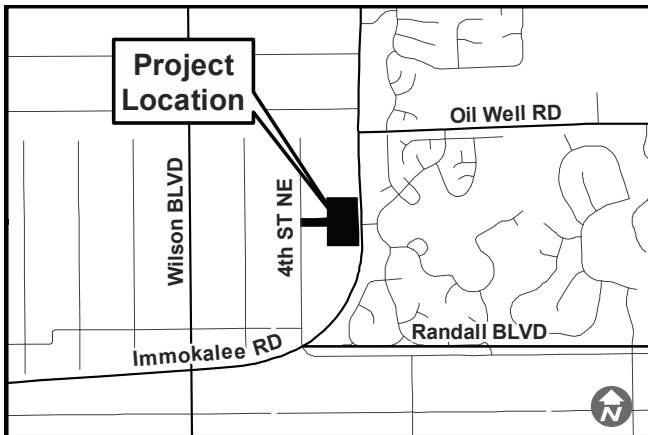 Project
Location
Oil Well RD
Wilson BLVD
4th ST NE
Randall BLVD
Immokalee RD
N